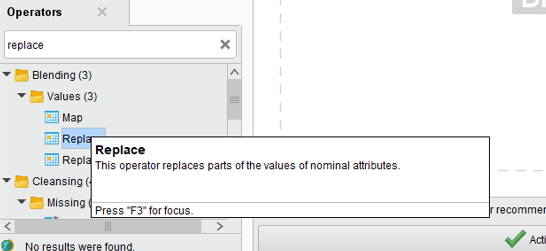 Operators
replace
Blending (3)
Values (3)
Map
Repla
Replace
This operator replaces parts of the values of nominal attributes.
Repla
Cleansing
Missing
Press "F3" for focus.
r recommen
No results were found.
Acti